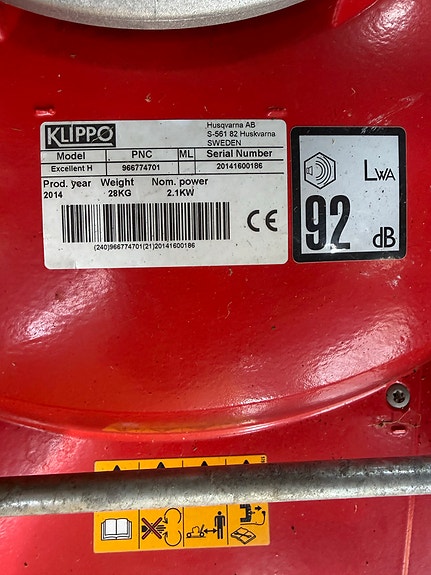 KLIPPO
Husqvarna AB
S-561 82 Huskvarna
SWEDEN
Model PNC ML Serial Number
Excellent H 966774701 20141600186
Prod. year Weight Nom. power
2014 28KG 2.1KW
CE
(240)966774701(21)20141600186
LWA
92 dB